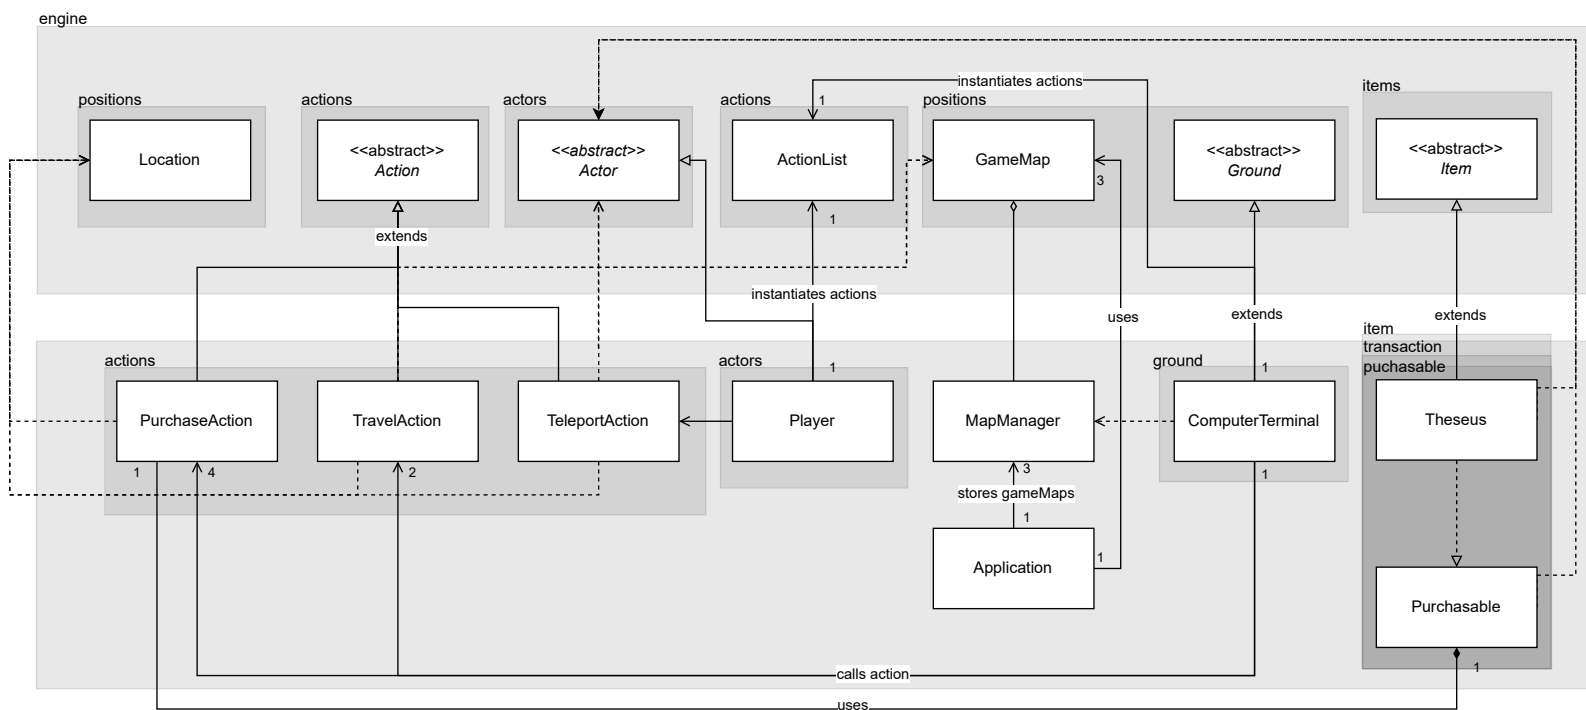 engine
positions
actions
actors
actions
positions
items
instantiates actions
1
Location
<<abstract>>
Action
<<abstract>>
Actor
ActionList
GameMap
3
<<abstract>>
Ground
<<abstract>>
Item
1
extends
instantiates actions
uses
extends
extends
item
transaction
puchasable
actions
actors
ground
1
1
PurchaseAction
TravelAction
TeleportAction
Player
MapManager
ComputerTerminal
Theseus
1
4
2
3
1
stores gameMaps
1
1
Application
Purchasable
calls action
1
uses